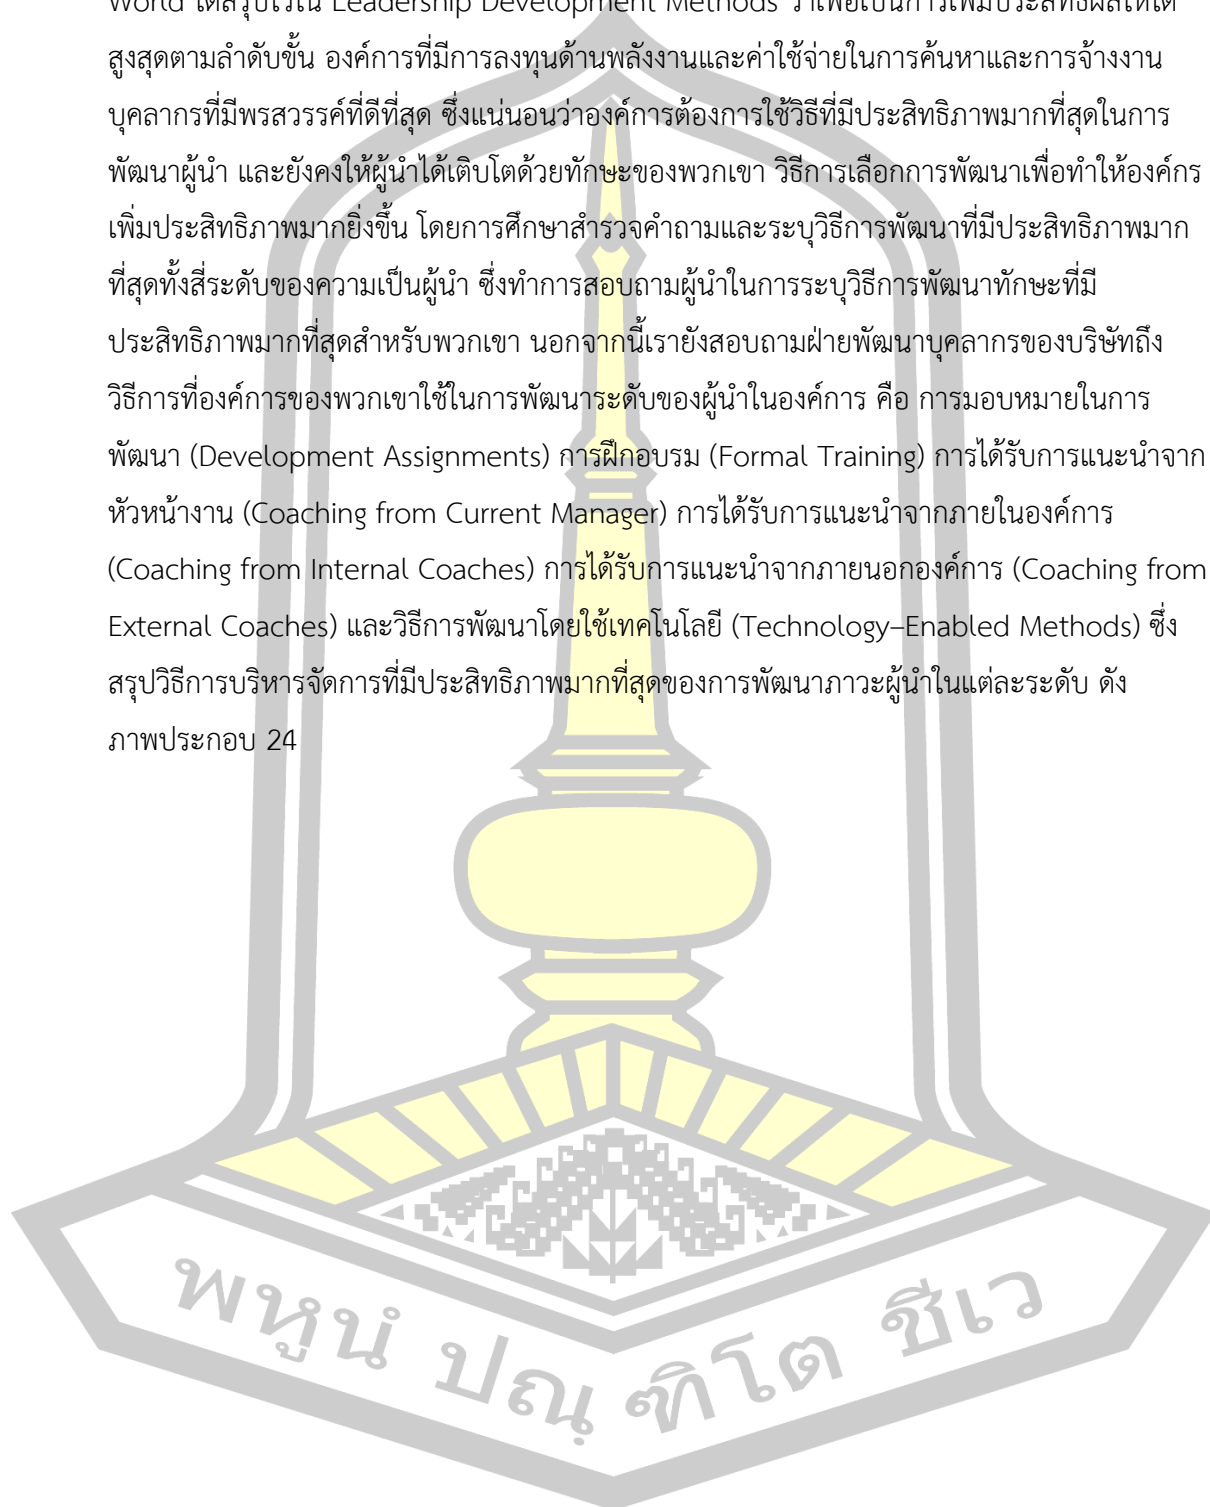 World ได้สรุปไว้ใน Leadership Development Methods ว่าเพื่อเป็นการเพิ่มประสิทธิผลให้ได้
สูงสุดตามลำดับขั้น องค์การที่มีการลงทุนด้านพลังงานและค่าใช้จ่ายในการค้นหาและการจ้างงาน
บุคลากรที่มีพรสวรรค์ที่ดีที่สุด ซึ่งแน่นอนว่าองค์การต้องการใช้วิธีที่มีประสิทธิภาพมากที่สุดในการ
พัฒนาผู้นำ และยังคงให้ผู้นำได้เติบโตด้วยทักษะของพวกเขา วิธีการเลือกการพัฒนาเพื่อทำให้องค์กร
เพิ่มประสิทธิภาพมากยิ่งขึ้น โดยการศึกษาสำรวจคำถามและระบุวิธีการพัฒนาที่มีประสิทธิภาพมาก
ที่สุดทั้งสี่ระดับของความเป็นผู้นำ ซึ่งทำการสอบถามผู้นำในการระบุวิธีการพัฒนาทักษะที่มี
ประสิทธิภาพมากที่สุดสำหรับพวกเขา นอกจากนี้เรายังสอบถามฝ่ายพัฒนาบุคลากรของบริษัทถึง
วิธีการที่องค์การของพวกเขาใช้ในการพัฒนาระดับของผู้นำในองค์การ คือ การมอบหมายในการ
พัฒนา (Development Assignments) การฝึกอบรม (Formal Training) การได้รับการแนะนำจาก
หัวหน้างาน (Coaching from Current Manager) การได้รับการแนะนำจากภายในองค์การ
(Coaching from Internal Coaches) การได้รับการแนะนำจากภายนอกองค์การ (Coaching from
External Coaches) และวิธีการพัฒนาโดยใช้เทคโนโลยี (Technology–Enabled Methods) ซึ่ง
สรุปวิธีการบริหารจัดการที่มีประสิทธิภาพมากที่สุดของการพัฒนาภาวะผู้นำในแต่ละระดับ ดัง
ภาพประกอบ 24
พหูนํ ปณฺฑิโต ชีเว